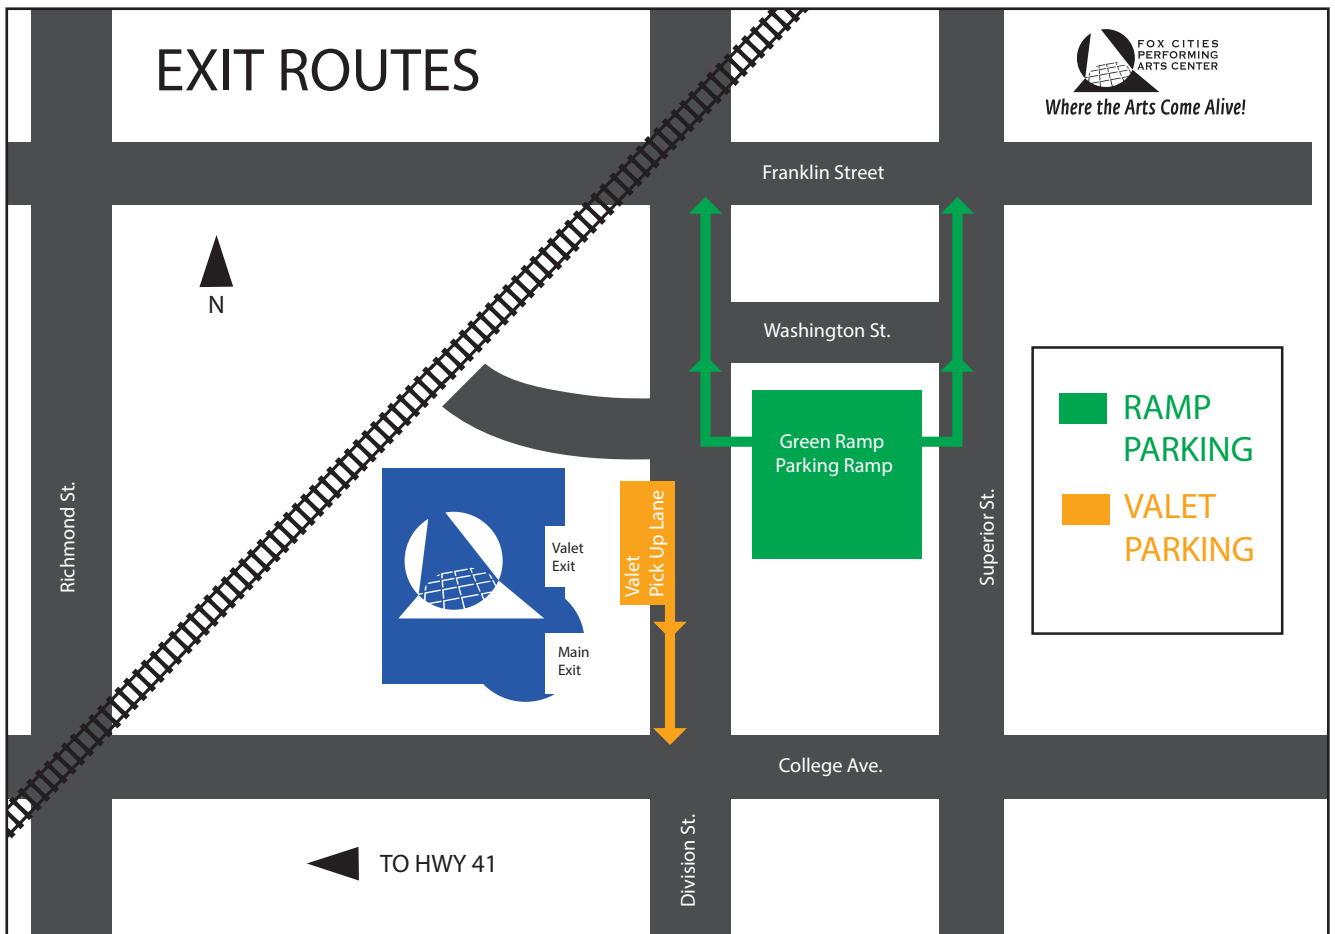 EXIT ROUTES
FOX CITIES
PERFORMING
ARTS CENTER
Where the Arts Come Alive!
Franklin Street
N
Washington St.
RAMP
PARKING
Green Ramp
Parking Ramp
VALET
PARKING
Richmond St.
Valet
Exit
Valet
Pick Up Lane
Superior St.
Main
Exit
College Ave.
Division St.
TO HWY 41